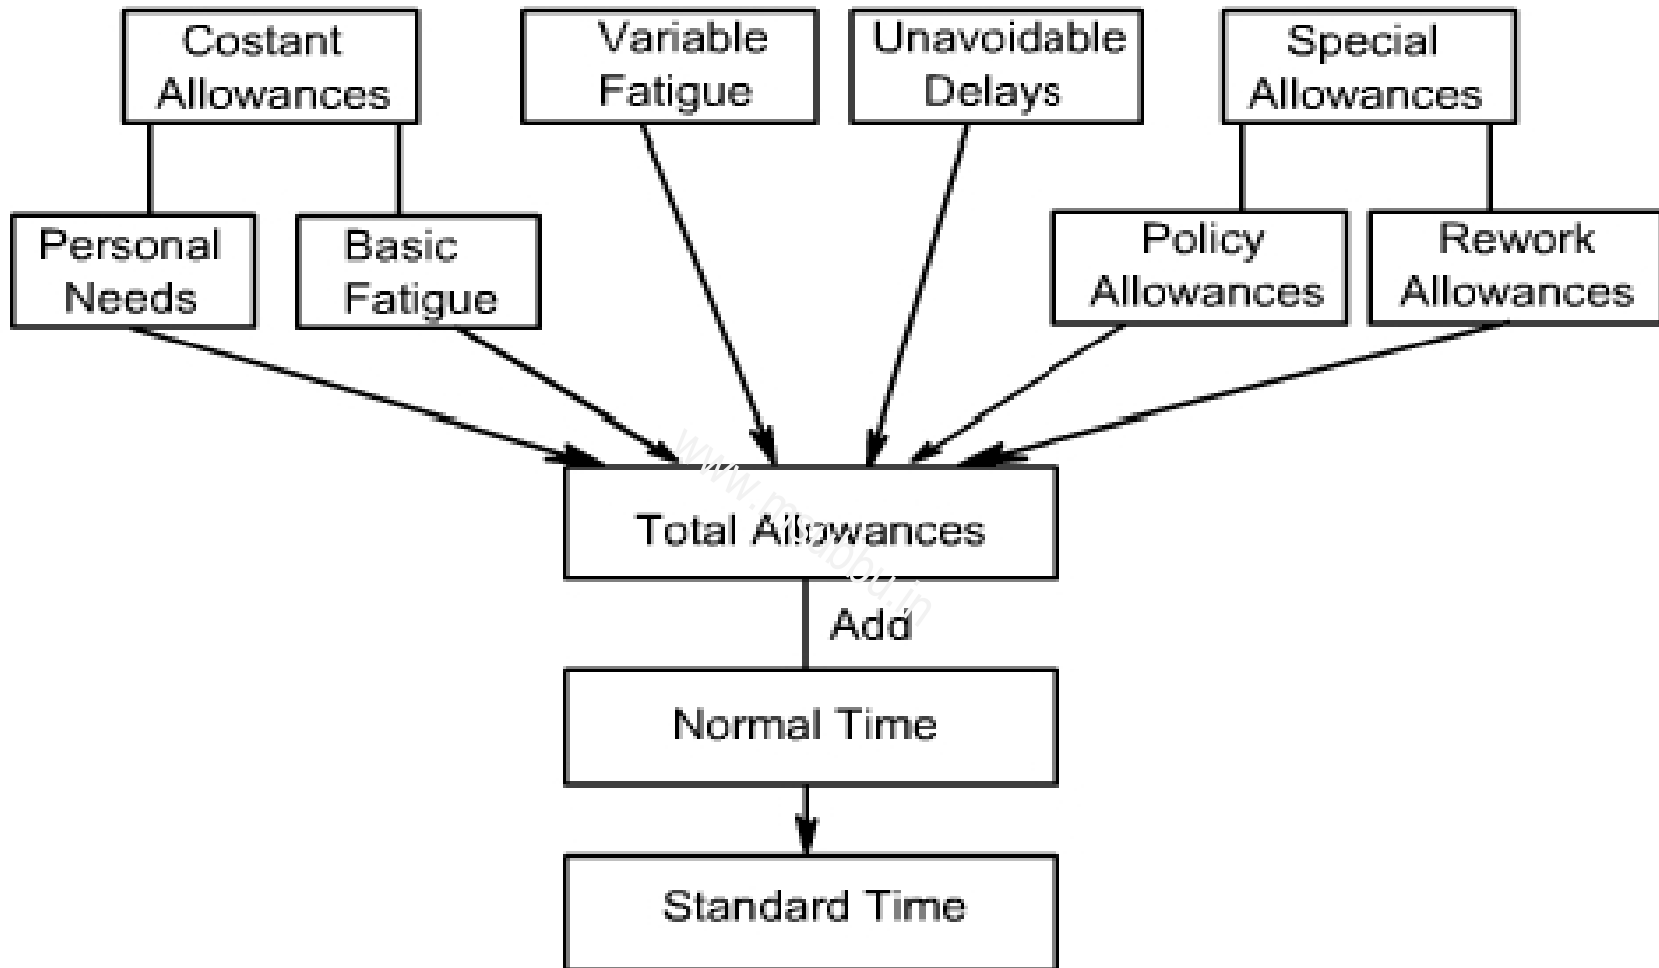 Costant
Allowances
Variable
Fatigue
Unavoidable
Delays
Special
Allowances
Personal
Needs
Basic
Fatigue
Policy
Allowances
Rework
Allowances
Total Allowances
Add
Normal Time
Standard Time